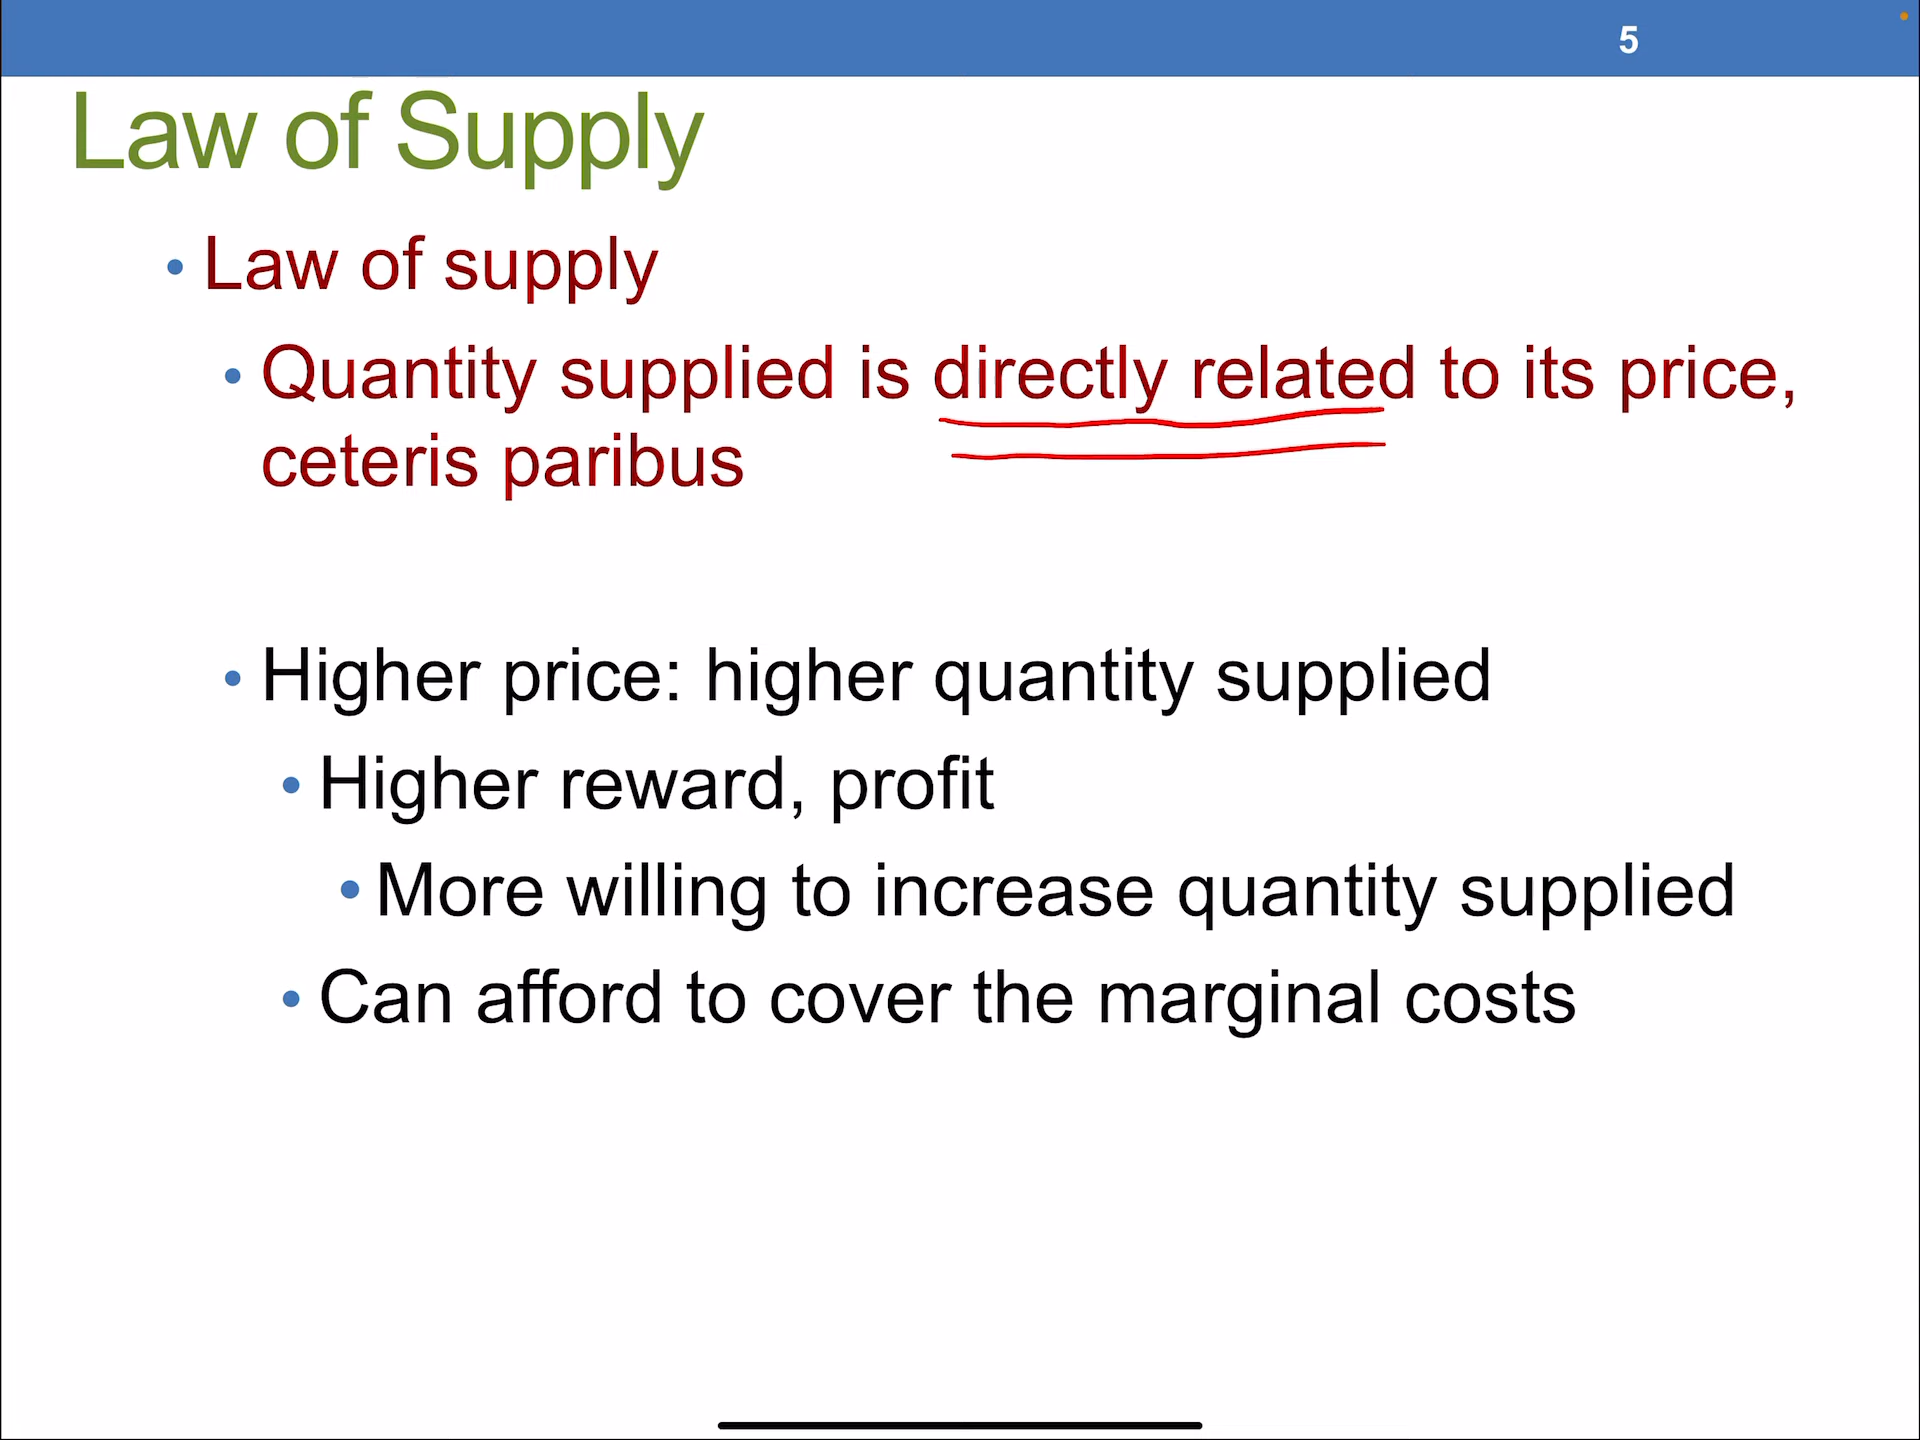 5
Law of Supply
• Law of supply
• Quantity supplied is directly related to its price,
ceteris paribus
• Higher price: higher quantity supplied
• Higher reward, profit
• More willing to increase quantity supplied
• Can afford to cover the marginal costs